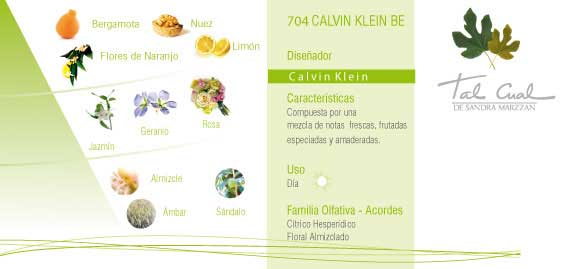 Bergamota
Nuez
Flores de Naranjo
Limón
Jazmín
Geranio
Rosa
Almizcle
Ámbar
Sándalo
704 CALVIN KLEIN BE
Diseñador
Calvin Klein
Características
Compuesta por una
mezcla de notas frescas, frutadas
especiadas y amaderadas.
Uso
Día
Familia Olfativa - Acordes
Cítrico Hesperídico
Floral Almizclado
Tal Cual
DE SANDRA MARZZAN